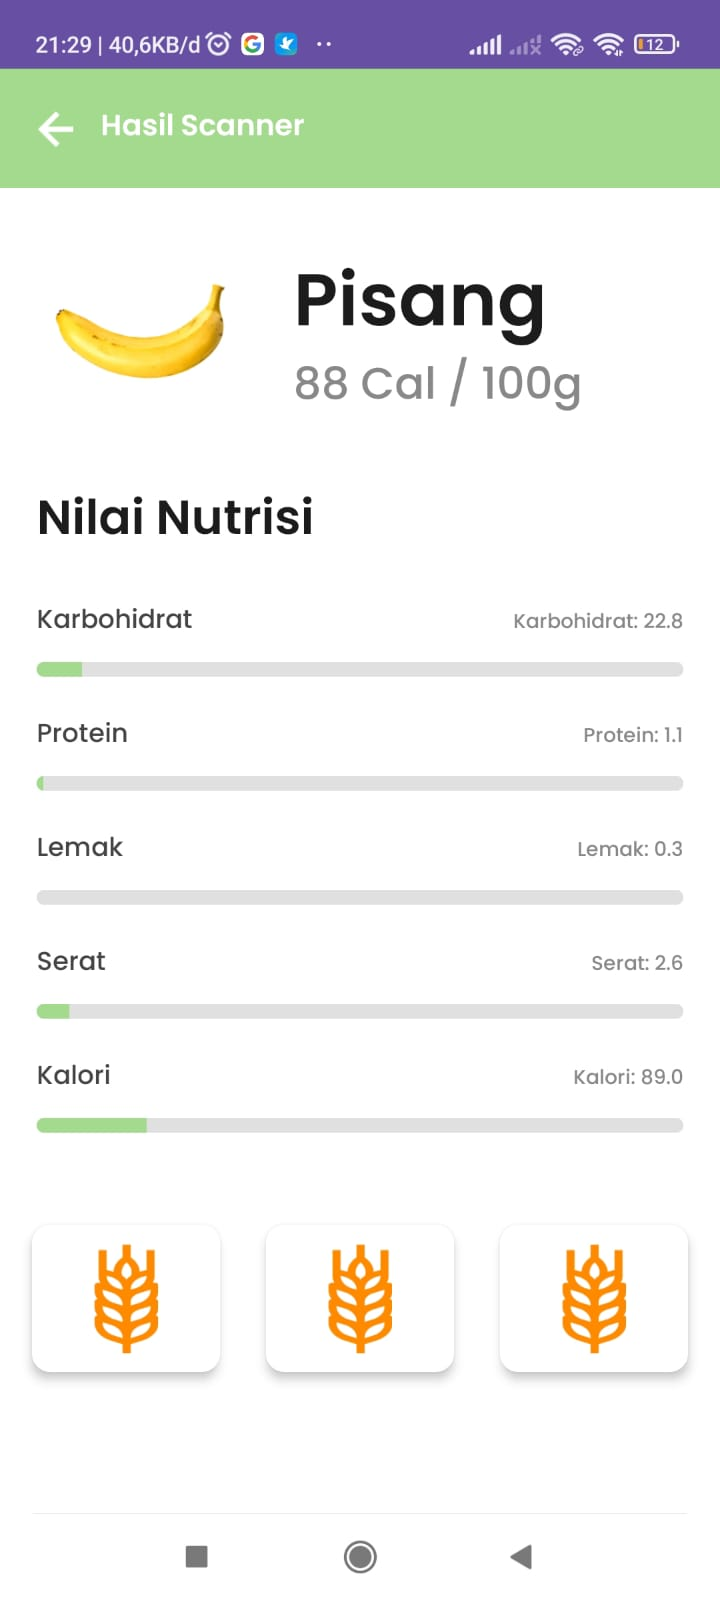 21:29 | 40,6KB/d
12
Hasil Scanner
Pisang
88 Cal / 100g
Nilai Nutrisi
Karbohidrat Karbohidrat: 22.8
Protein Protein: 1.1
Lemak Lemak: 0.3
Serat Serat: 2.6
Kalori Kalori: 89.0